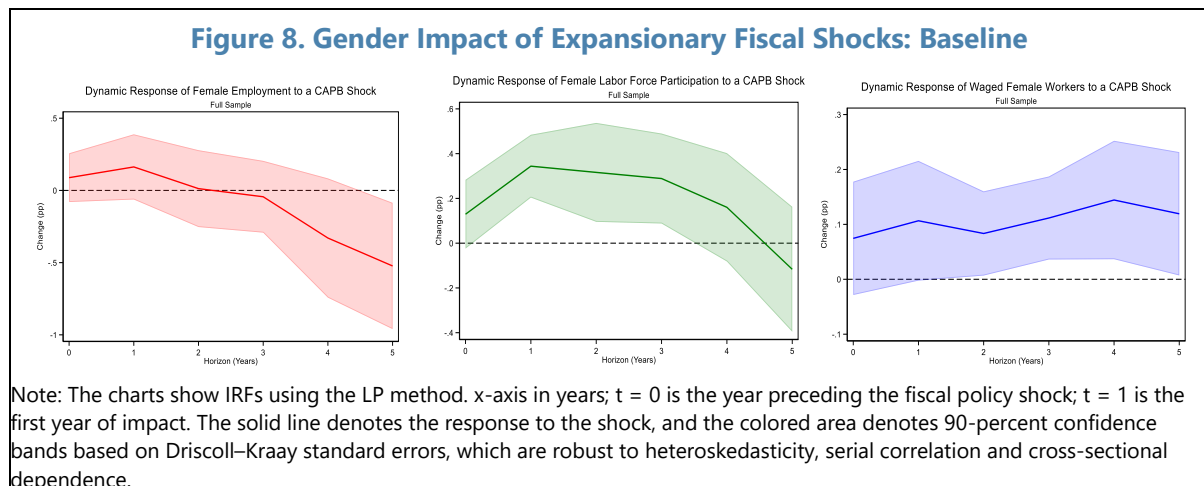 Figure 8. Gender Impact of Expansionary Fiscal Shocks: Baseline
Dynamic Response of Female Employment to a CAPB Shock
Full Sample
Change (pp)
.5
0
-.5
-1
0 1 2 3 4 5
Horizon (Years)
Dynamic Response of Female Labor Force Participation to a CAPB Shock
Full Sample
Change (pp)
.6
.4
.2
0
-.2
-.4
0 1 2 3 4 5
Horizon (Years)
Dynamic Response of Waged Female Workers to a CAPB Shock
Full Sample
Change (pp)
.3
.2
.1
0
-.1
0 1 2 3 4 5
Horizon (Years)
Note: The charts show IRFs using the LP method. x-axis in years; t = 0 is the year preceding the fiscal policy shock; t = 1 is the
first year of impact. The solid line denotes the response to the shock, and the colored area denotes 90-percent confidence
bands based on Driscoll–Kraay standard errors, which are robust to heteroskedasticity, serial correlation and cross-sectional
dependence.